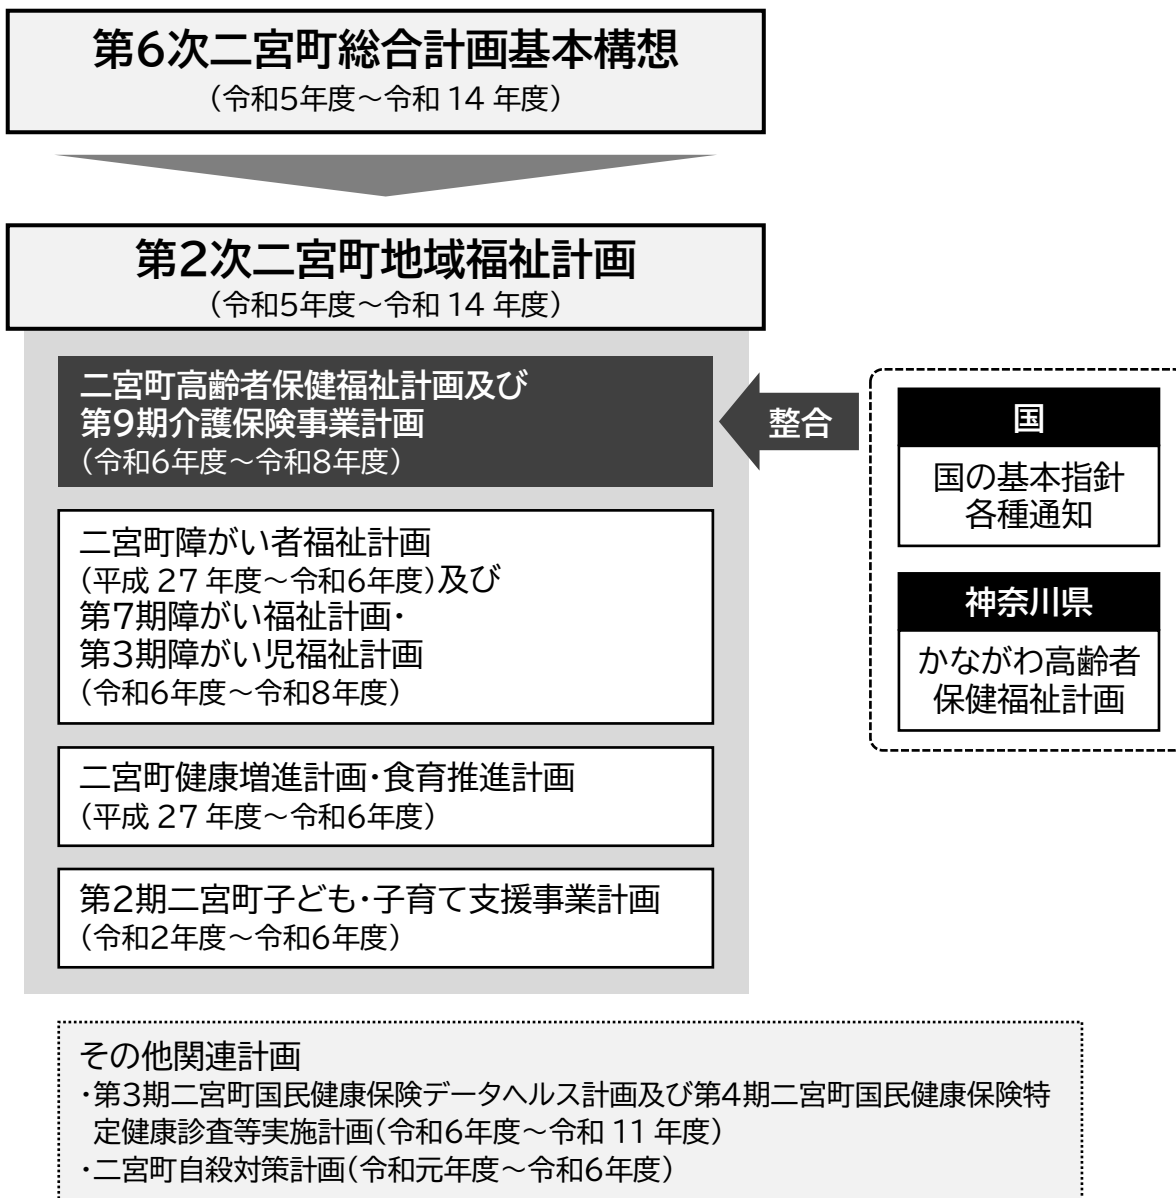 第6次二宮町総合計画基本構想
（令和5年度～令和 14 年度）
第2次二宮町地域福祉計画
（令和5年度～令和 14 年度）
二宮町高齢者保健福祉計画及び
第9期介護保険事業計画
（令和6年度～令和8年度）
整合
国
国の基本指針
各種通知
神奈川県
かながわ高齢者
保健福祉計画
二宮町障がい者福祉計画
（平成 27 年度～令和6年度）及び
第7期障がい福祉計画・
第3期障がい児福祉計画
（令和6年度～令和8年度）
二宮町健康増進計画・食育推進計画
（平成 27 年度～令和6年度）
第2期二宮町子ども・子育て支援事業計画
（令和2年度～令和6年度）
その他関連計画
・第3期二宮町国民健康保険データヘルス計画及び第4期二宮町国民健康保険特
定健康診査等実施計画（令和6年度～令和 11 年度）
・二宮町自殺対策計画（令和元年度～令和6年度）